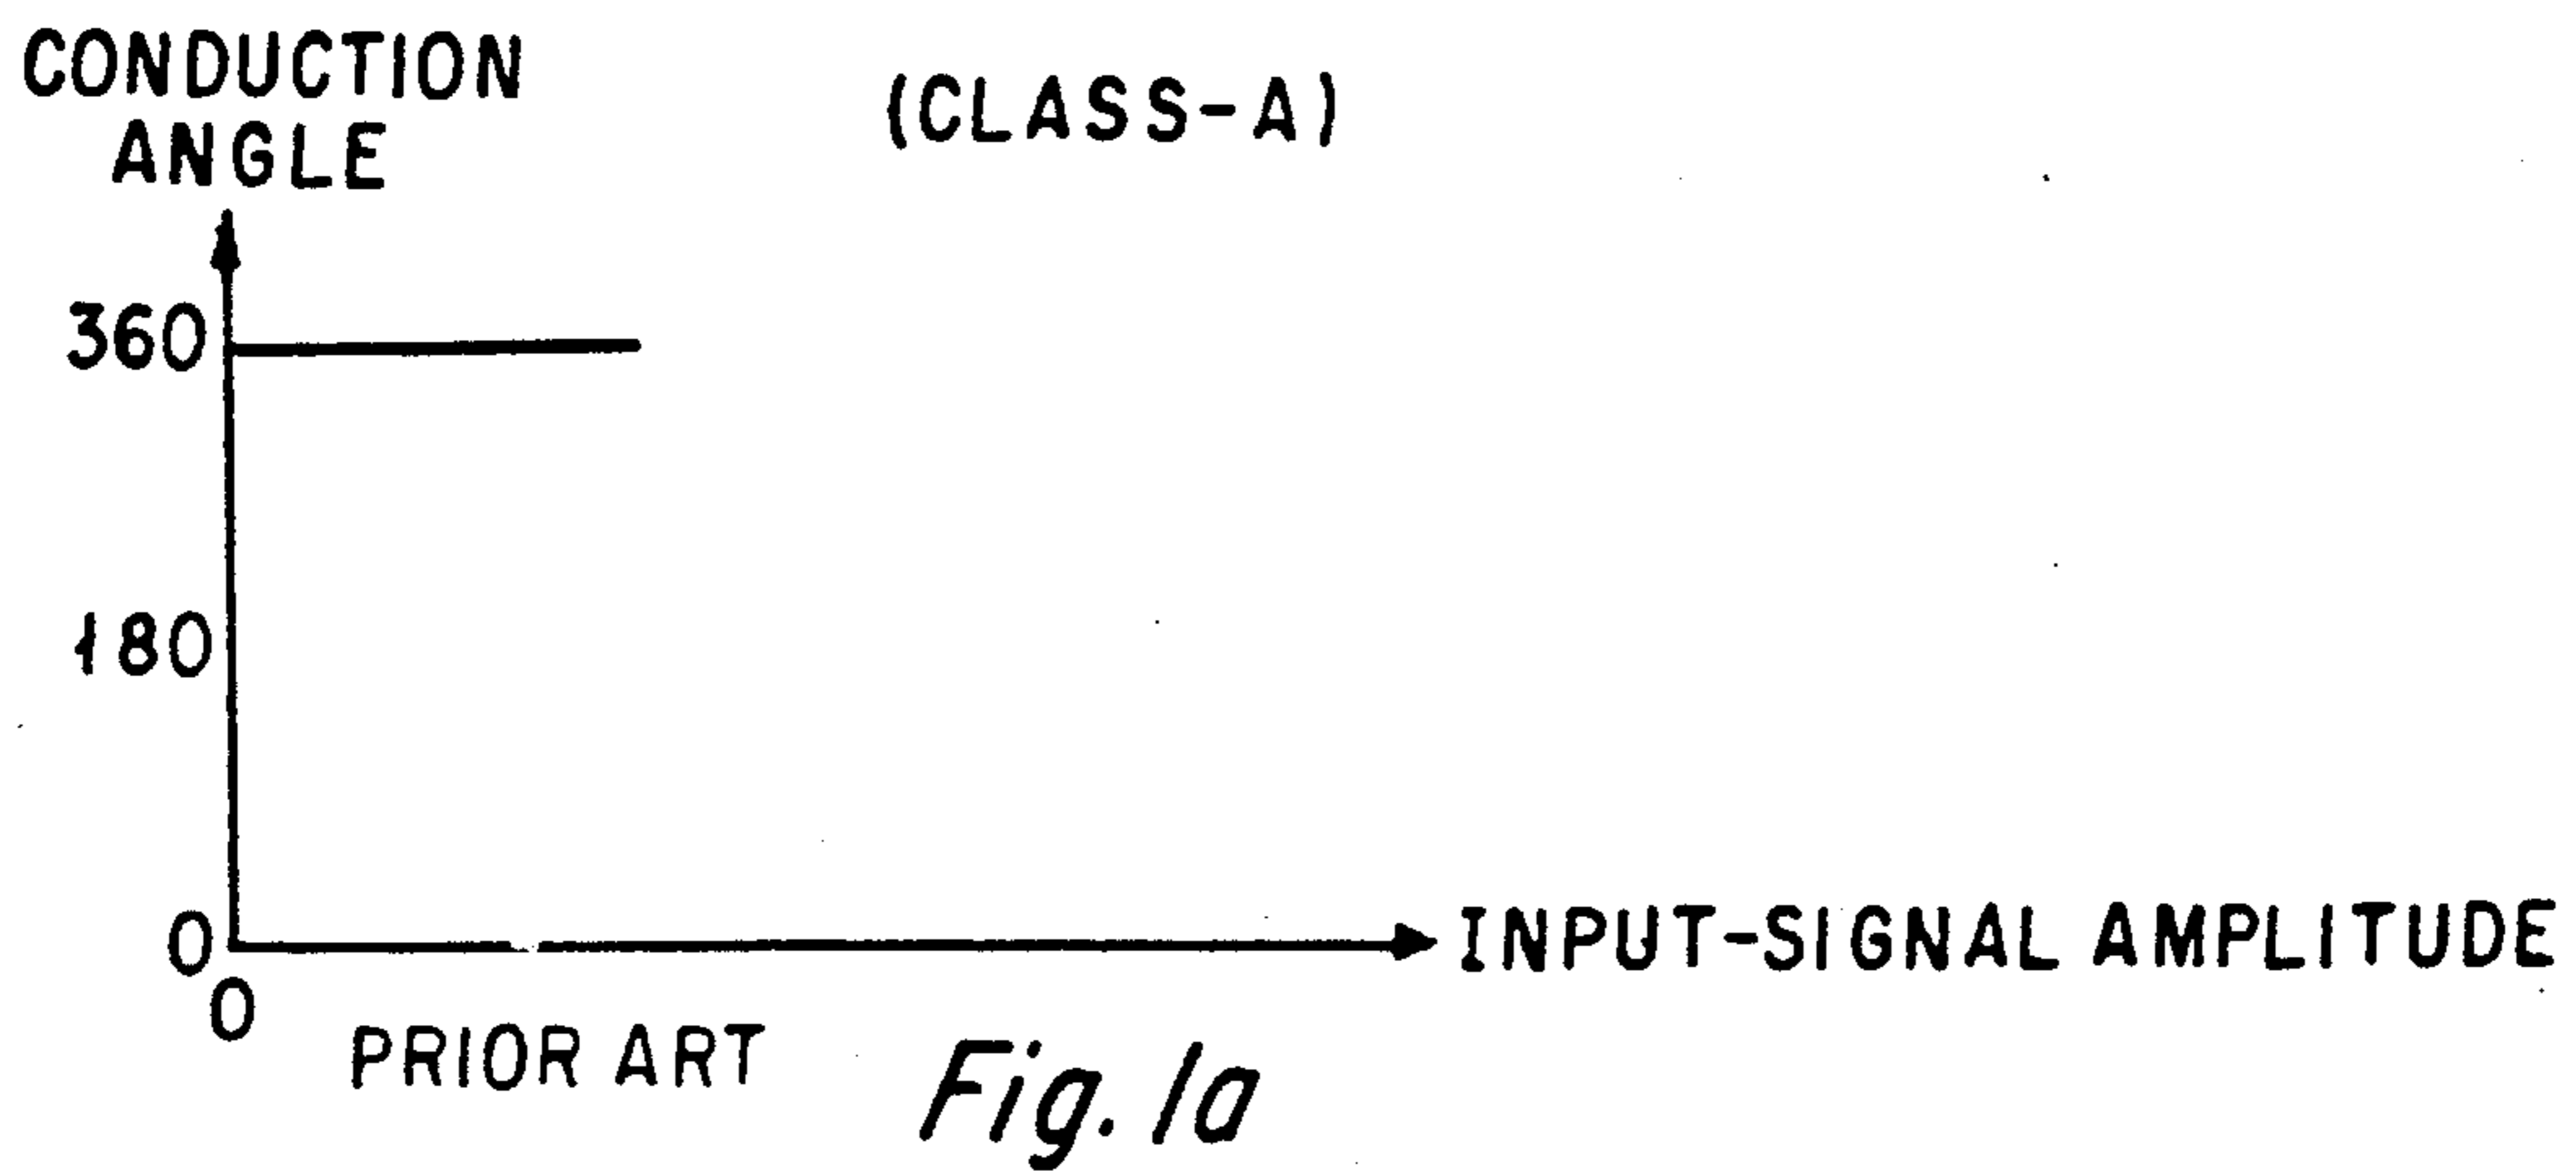 CONDUCTION
ANGLE
(CLASS-A)
360
180
0
0
INPUT-SIGNAL AMPLITUDE
PRIOR ART
Fig. 1a